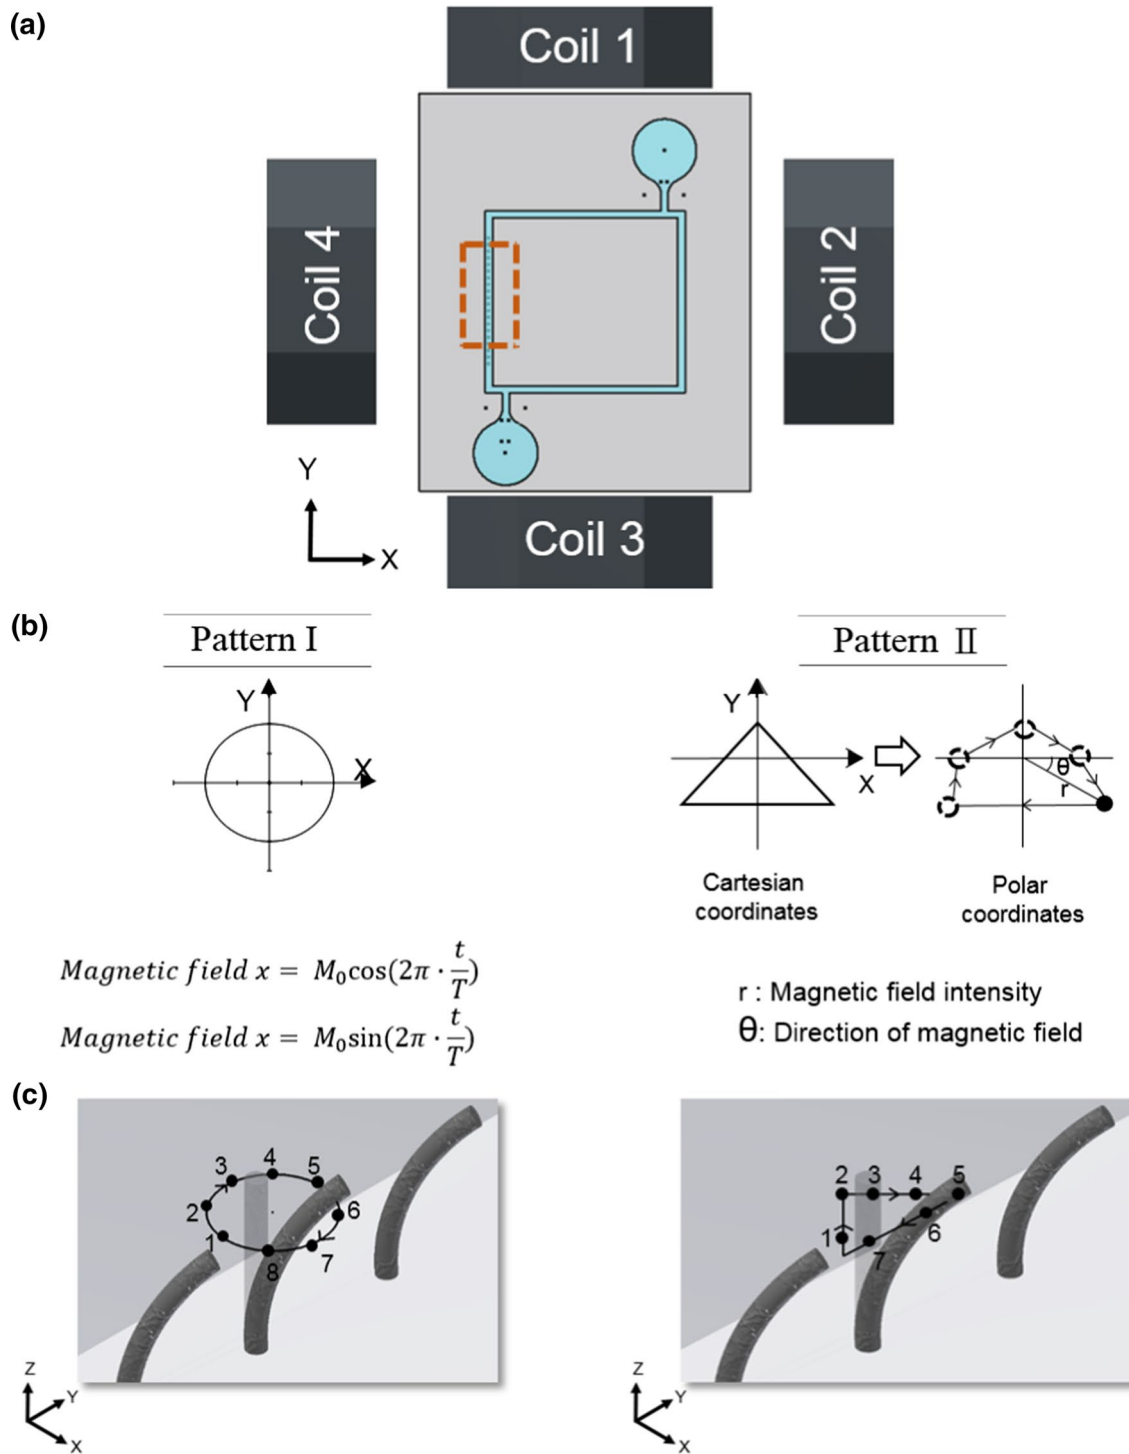 (a)
Coil 1
Coil 4
Coil 2
Coil 3
Y
X
(b)
Pattern I
Pattern Ⅱ
Y
X
Y
X
θ
r
Cartesian
coordinates
Polar
coordinates
Magnetic field x = M₀cos(2π · t/T)
Magnetic field x = M₀sin(2π · t/T)
r : Magnetic field intensity
θ: Direction of magnetic field
(c)
1 2 3 4 5 6 7 8
Z
Y
X
1 2 3 4 5 6 7
Z
Y
X